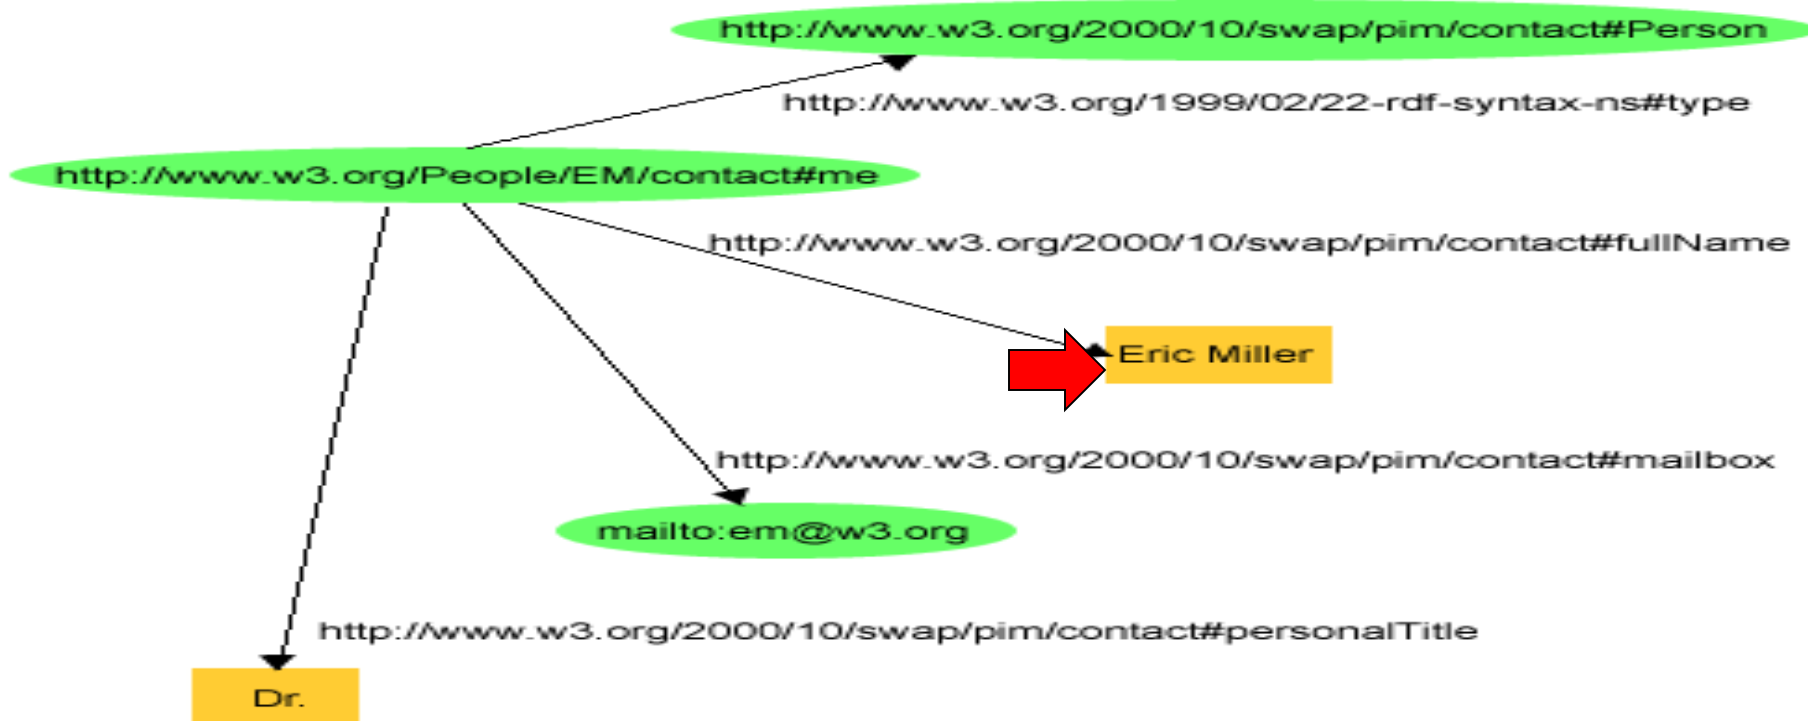 http://www.w3.org/2000/10/swap/pim/contact#Person
http://www.w3.org/1999/02/22-rdf-syntax-ns#type
http://www.w3.org/People/EM/contact#me
http://www.w3.org/2000/10/swap/pim/contact#fullName
Eric Miller
http://www.w3.org/2000/10/swap/pim/contact#mailbox
mailto:em@w3.org
http://www.w3.org/2000/10/swap/pim/contact#personalTitle
Dr.